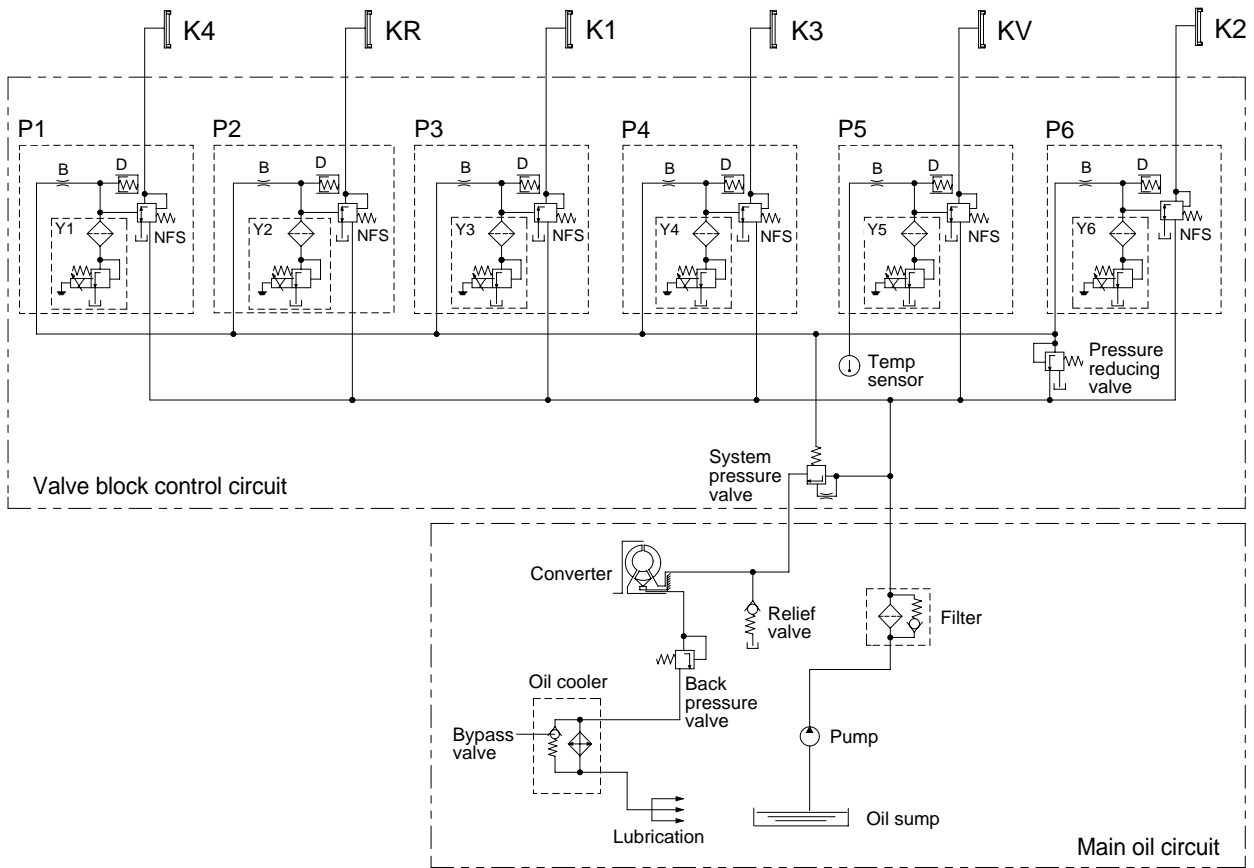 K4 KR K1 K3 KV K2
P1 P2 P3 P4 P5 P6
B D B D B D B D B D B D
Y1 NFS Y2 NFS Y3 NFS Y4 NFS Y5 NFS Y6 NFS
Temp
sensor
Pressure
reducing
valve
System
pressure
valve
Valve block control circuit
Converter
Relief
valve
Filter
Oil cooler
Back
pressure
valve
Bypass
valve
Pump
Lubrication
Oil sump
Main oil circuit